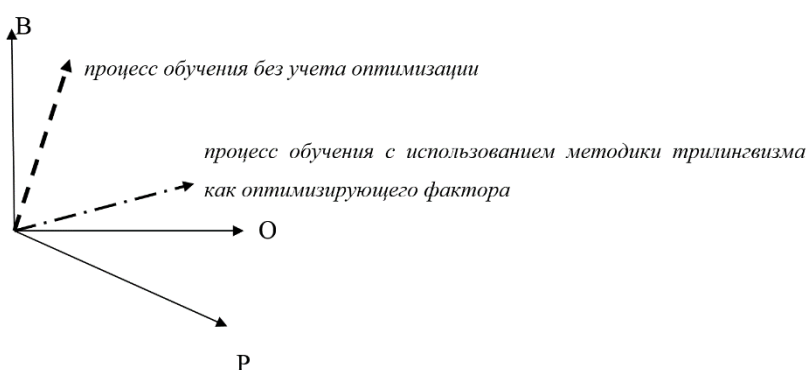 В
процесс обучения без учета оптимизации
процесс обучения с использованием методики трилингвизма
как оптимизирующего фактора
О
Р